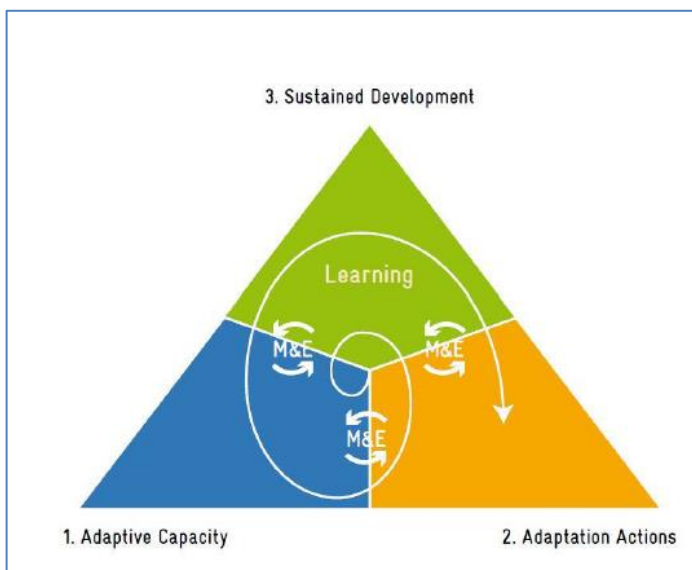 3. Sustained Development
Learning
M&E
M&E
M&E
1. Adaptive Capacity
2. Adaptation Actions